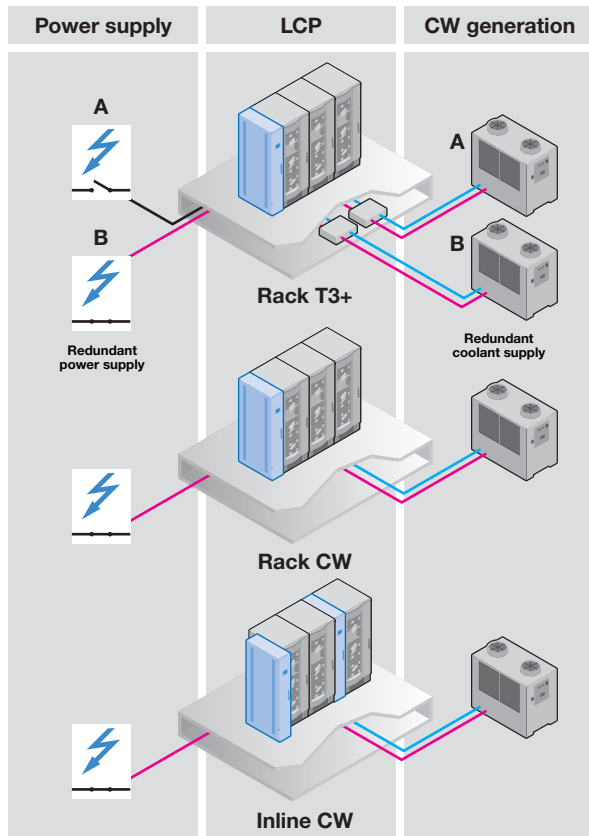 Power supply
LCP
CW generation
A
A
B
B
Rack T3+
Redundant
power supply
Redundant
coolant supply
Rack CW
Inline CW